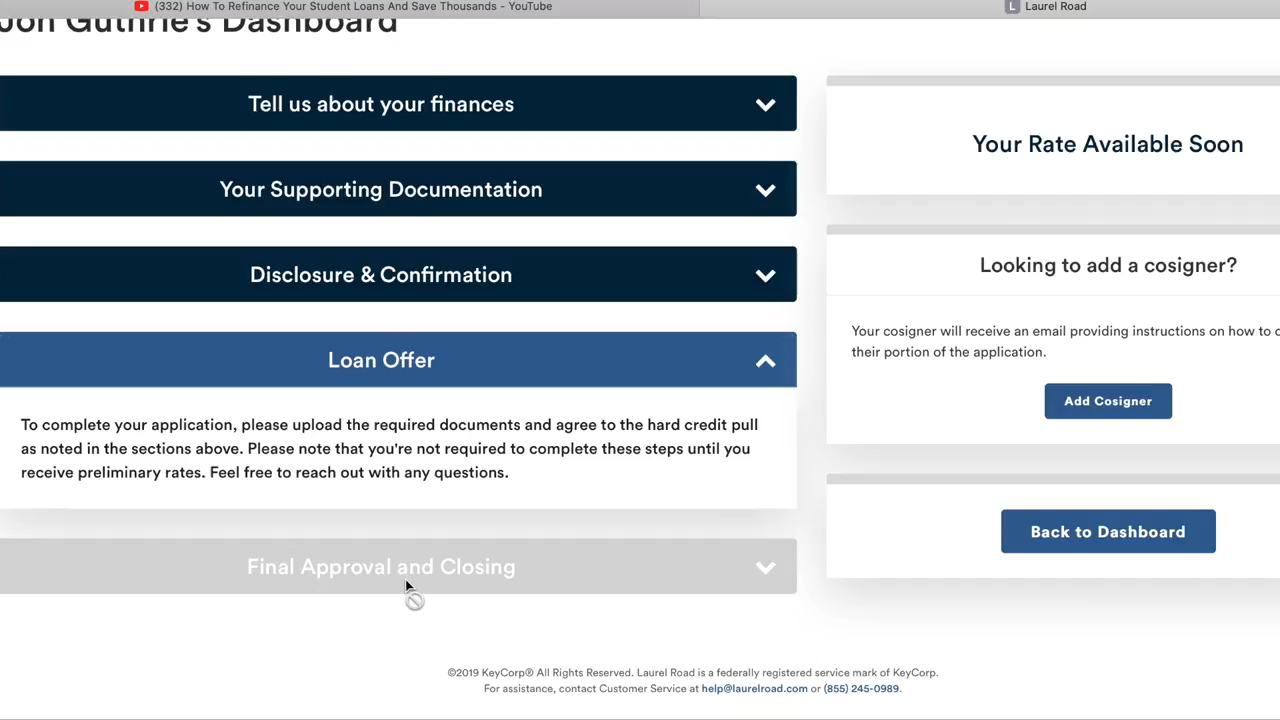 (332) How To Refinance Your Student Loans And Save Thousands - YouTube
L Laurel Road
Jon Guthrie's Dashboard
Tell us about your finances
Your Supporting Documentation
Disclosure & Confirmation
Loan Offer
To complete your application, please upload the required documents and agree to the hard credit pull
as noted in the sections above. Please note that you're not required to complete these steps until you
receive preliminary rates. Feel free to reach out with any questions.
Final Approval and Closing
Your Rate Available Soon
Looking to add a cosigner?
Your cosigner will receive an email providing instructions on how to
their portion of the application.
Add Cosigner
Back to Dashboard
©2019 KeyCorp® All Rights Reserved. Laurel Road is a federally registered service mark of KeyCorp.
For assistance, contact Customer Service at help@laurelroad.com or (855) 245-0989.